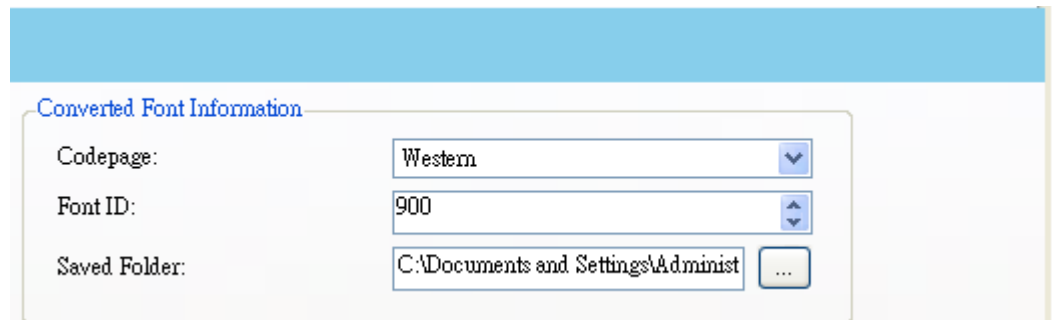 Converted Font Information
Codepage: Western
Font ID: 900
Saved Folder: C:\Documents and Settings\Administ ...